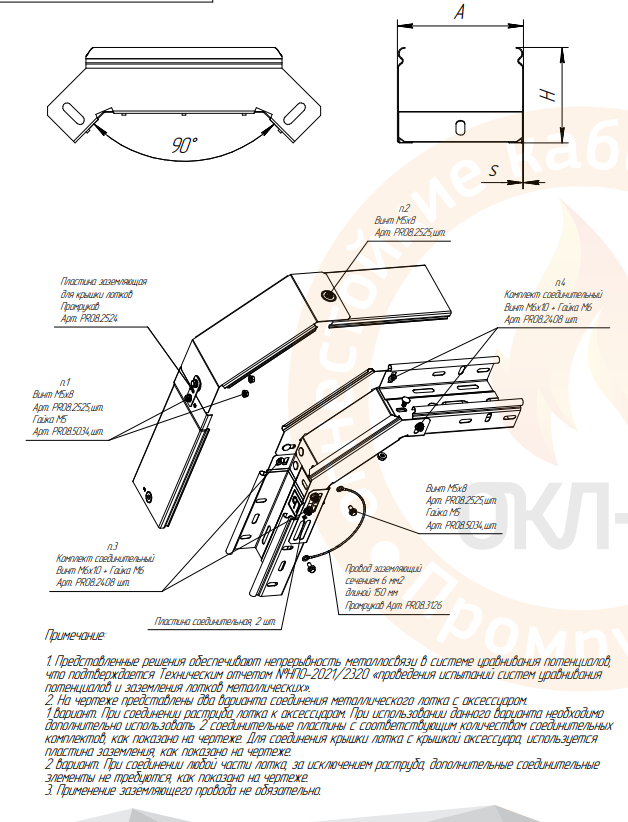 A
H
s
90°
п.2
Винт М5х8
Арт. PR08.2525,шт.
Пластина заземляющая
для крышки лотков
Промрукав
Арт. PR08.2524
п.4
Комплект соединительный
Винт М6х10 + Гайка М6
Арт. PR08.2408 шт.
п.1
Винт М5х8
Арт. PR08.2525,шт.
Гайка М5
Арт. PR08.5034,шт.
Винт М5х8
Арт. PR08.2525,шт.
Гайка М5
Арт. PR08.5034,шт.
п.3
Комплект соединительный
Винт М6х10 + Гайка М6
Арт. PR08.2408 шт.
Провод заземляющий
сечением 6 мм2
длиной 150 мм
Промрукав Арт. PR08.3126
Пластина соединительная, 2 шт.
ОКЛ-
Примечание:
1. Представленные решения обеспечивают непрерывность металлосвязи в системе уравнивания потенциалов,
что подтверждается Техническим отчетом №НПО-2021/2320 «проведения испытаний систем уравнивания
потенциалов и заземления лотков металлических».
2. На чертеже представлены два варианта соединения металлического лотка с аксессуаром.
1 вариант. При соединении раструба, лотка к аксессуарам. При использовании данного варианта необходимо
дополнительно использовать 2 соединительные пластины с соответствующим количеством соединительных
комплектов, как показано на чертеже. Для соединения крышки лотка с крышкой аксессуара, используется
пластина заземления, как показано на чертеже.
2 вариант. При соединении любой части лотка, за исключением раструба, дополнительные соединительные
элементы не требуются, как показано на чертеже.
3. Применение заземляющего провода не обязательно.